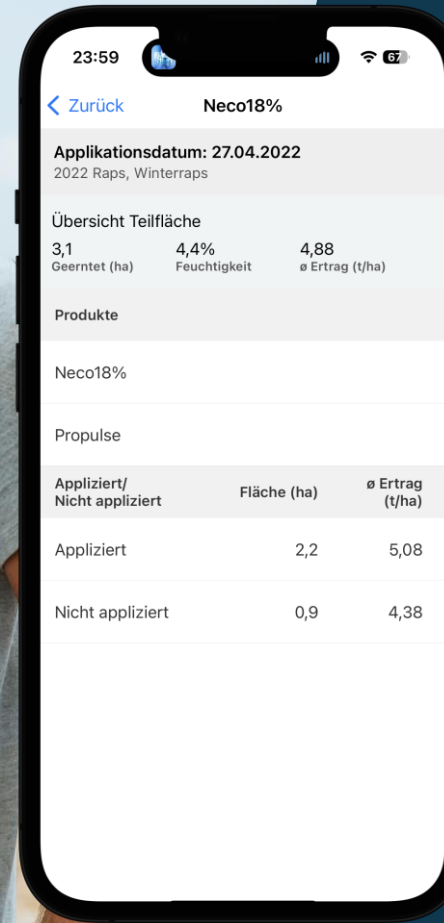 23:59
67
Zurück
Neco18%
Applikationsdatum: 27.04.2022
2022 Raps, Winterraps
Übersicht Teilfläche
3,1 4,4% 4,88
Geerntet (ha) Feuchtigkeit ø Ertrag (t/ha)
Produkte
Neco18%
Propulse
Appliziert/
Nicht appliziert
Fläche (ha)
ø Ertrag
(t/ha)
Appliziert 2,2 5,08
Nicht appliziert 0,9 4,38